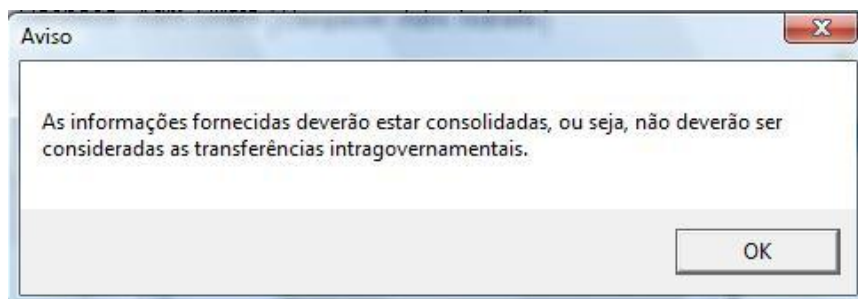 Aviso
As informações fornecidas deverão estar consolidadas, ou seja, não deverão ser
consideradas as transferências intragovernamentais.
OK